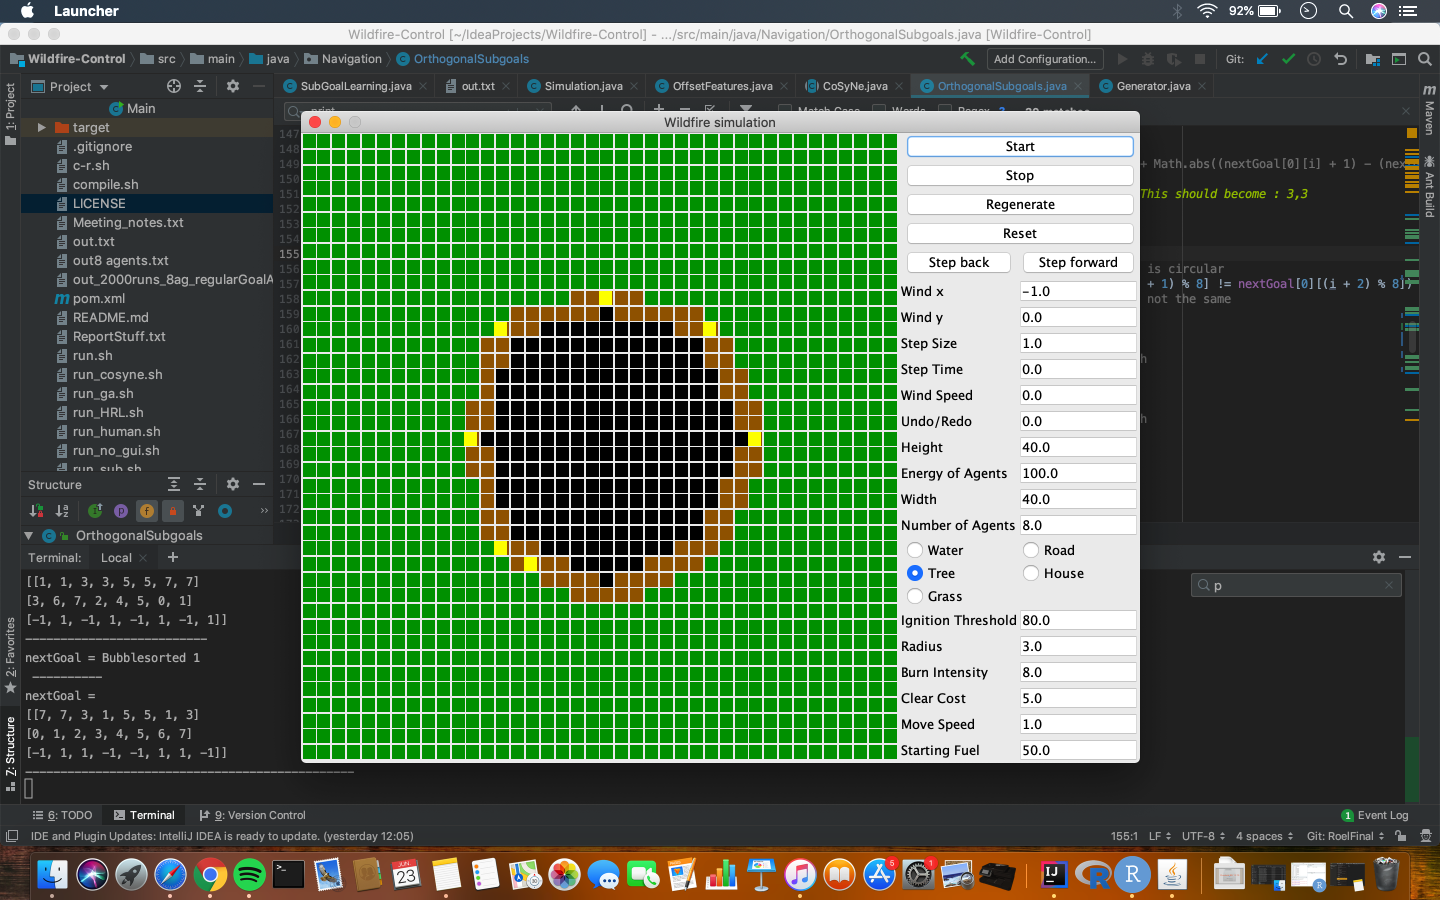 Launcher
92%
Wildfire-Control [~/IdeaProjects/Wildfire-Control] - .../src/main/java/Navigation/OrthogonalSubgoals.java [Wildfire-Control]
Wildfire-Control
src
main
java
Navigation
OrthogonalSubgoals
Add Configuration...
Git:
Project
SubGoalLearning.java
out.txt
Simulation.java
OffsetFeatures.java
CoSyNe.java
OrthogonalSubgoals.java
Generator.java
1: Project
Main
target
.gitignore
c-r.sh
compile.sh
LICENSE
Meeting_notes.txt
out.txt
out8 agents.txt
out_2000runs_8ag_regularGoalA
pom.xml
README.md
ReportStuff.txt
run.sh
run_cosyne.sh
run_ga.sh
run_HRL.sh
run_human.sh
run_no_gui.sh
run_sub.sh
147
148
149
150
151
152
153
154
155
156
157
158
159
160
161
162
163
164
165
166
167
168
169
170
171
Wildfire simulation
Start
Stop
Regenerate
Reset
Step back
Step forward
Wind x
-1.0
Wind y
0.0
Step Size
1.0
Step Time
0.0
Wind Speed
0.0
Undo/Redo
0.0
Height
40.0
Energy of Agents
100.0
Width
40.0
Number of Agents
8.0
Water
Road
Tree
House
Grass
Ignition Threshold
80.0
Radius
3.0
Burn Intensity
8.0
Clear Cost
5.0
Move Speed
1.0
Starting Fuel
50.0
+ Math.abs((nextGoal[0][i] + 1) - (nex
This should become : 3,3
is circular
+ 1) % 8] != nextGoal[0][(i + 2) % 8])
not the same
h
h
Maven
Ant Build
Structure
OrthogonalSubgoals
Terminal:
Local
p
[[1, 1, 3, 3, 5, 5, 7, 7]
[3, 6, 7, 2, 4, 5, 0, 1]
[-1, 1, -1, 1, -1, 1, -1, 1]]
--------------------------
nextGoal = Bubblesorted 1
----------
nextGoal =
[[7, 7, 3, 1, 5, 5, 1, 3]
[0, 1, 2, 3, 4, 5, 6, 7]
[-1, 1, 1, -1, -1, 1, 1, -1]]
2: Favorites
Z: Structure
6: TODO
Terminal
9: Version Control
1 Event Log
IDE and Plugin Updates: IntelliJ IDEA is ready to update. (yesterday 12:05)
155:1
LF
UTF-8
4 spaces
Git: RoelFinal
JUN
23
6
1
IJ
R
R